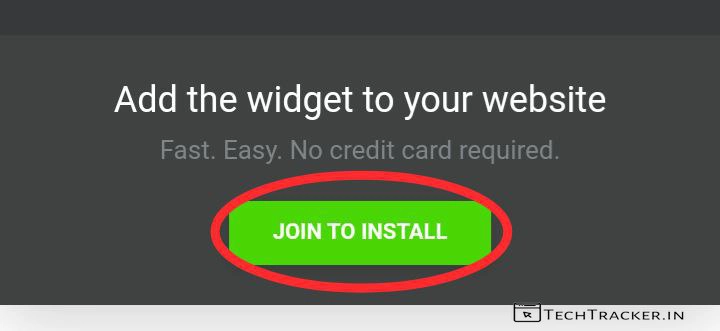 Add the widget to your website
Fast. Easy. No credit card required.
JOIN TO INSTALL
TECHTRACKER.IN